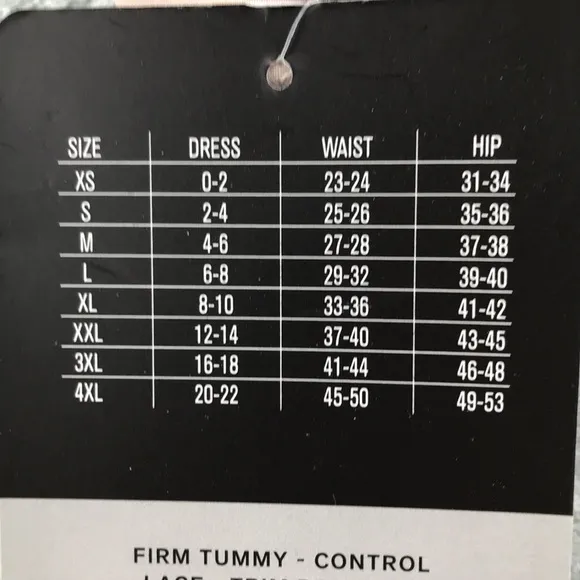 SIZE DRESS WAIST HIP
XS 0-2 23-24 31-34
S 2-4 25-26 35-36
M 4-6 27-28 37-38
L 6-8 29-32 39-40
XL 8-10 33-36 41-42
XXL 12-14 37-40 43-45
3XL 16-18 41-44 46-48
4XL 20-22 45-50 49-53
FIRM TUMMY - CONTROL
LACE - TRIM